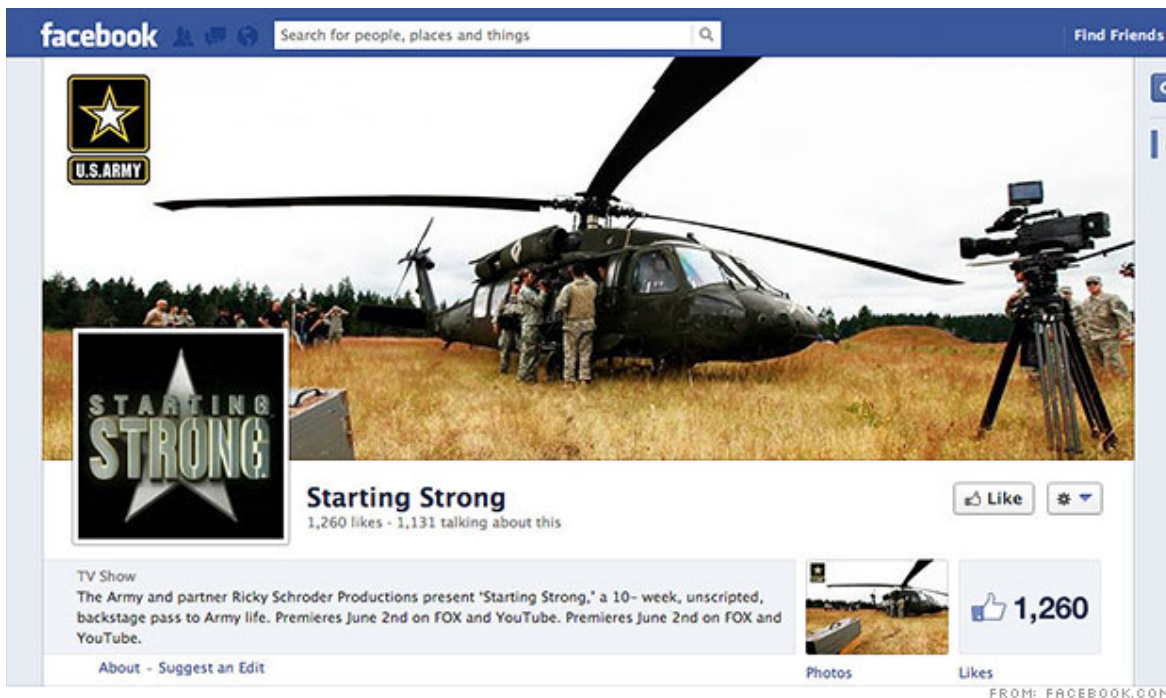 facebook
Search for people, places and things
Find Friends
U.S.ARMY
STARTING
STRONG
Starting Strong
1,260 likes · 1,131 talking about this
Like
TV Show
The Army and partner Ricky Schroder Productions present "Starting Strong," a 10- week, unscripted,
backstage pass to Army life. Premieres June 2nd on FOX and YouTube. Premieres June 2nd on FOX and
YouTube.
About – Suggest an Edit
1,260
Photos
Likes
FROM: FACEBOOK.COM